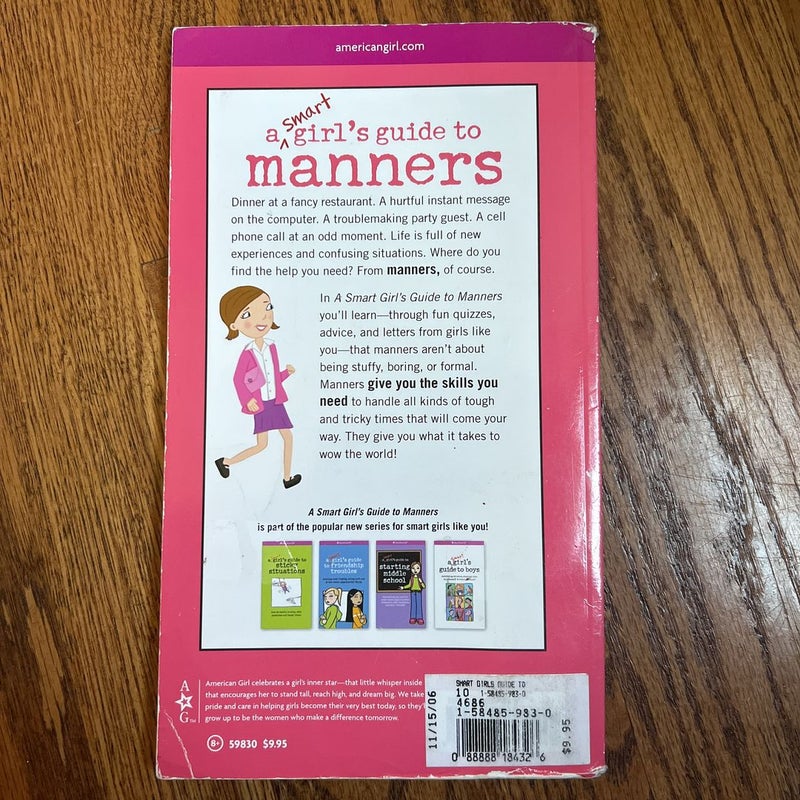 americangirl.com
smart
a girl's guide to
manners
Dinner at a fancy restaurant. A hurtful instant message
on the computer. A troublemaking party guest. A cell
phone call at an odd moment. Life is full of new
experiences and confusing situations. Where do you
find the help you need? From manners, of course.
In A Smart Girl's Guide to Manners
you'll learn—through fun quizzes,
advice, and letters from girls like
you—that manners aren't about
being stuffy, boring, or formal.
Manners give you the skills you
need to handle all kinds of tough
and tricky times that will come your
way. They give you what it takes to
wow the world!
A Smart Girl's Guide to Manners
is part of the popular new series for smart girls like you!
a girl's guide to
sticky
situations
a girl's guide
to friendship
troubles
a girl's guide to
starting
middle
school
smart
a girl's
guide to boys
A
G™
American Girl celebrates a girl's inner star—that little whisper inside
that encourages her to stand tall, reach high, and dream big. We take
pride and care in helping girls become their very best today, so they'll
grow up to be the women who make a difference tomorrow.
8+ 59830 $9.95
11/15/06
SMART GIRLS GUIDE TO
10 1-58485-983-0
4686
1-58485-983-0
0 88888 18432 6
$9.95